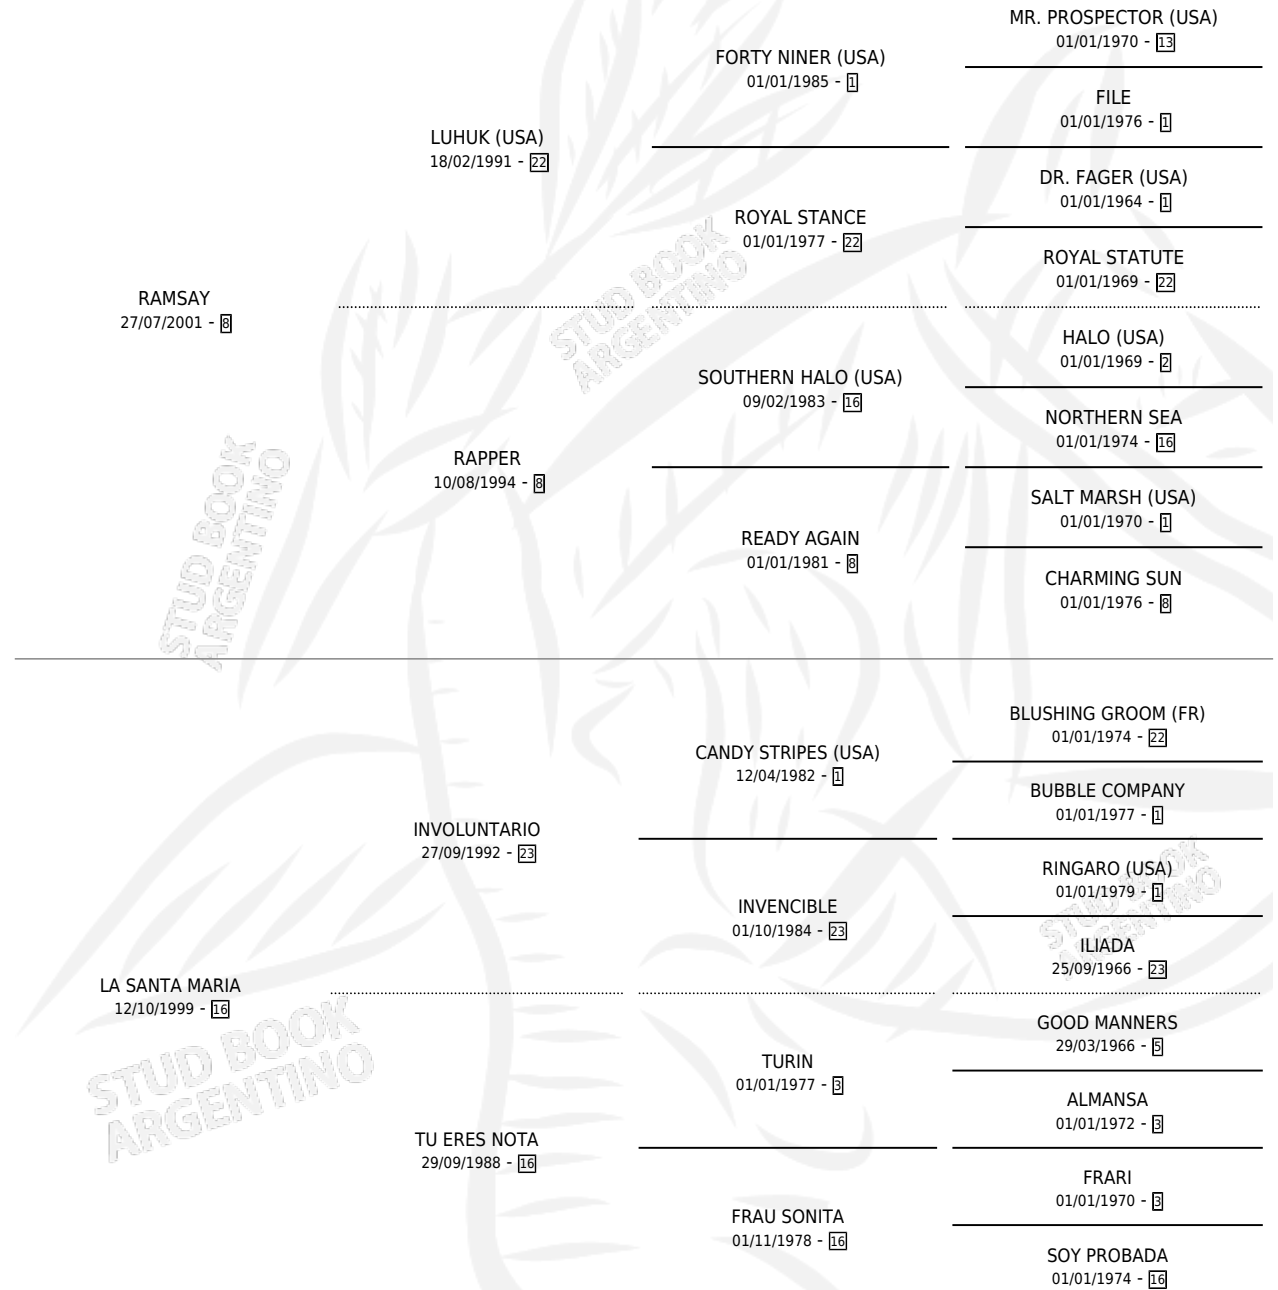 MR. PROSPECTOR (USA)
01/01/1970 - 13
FORTY NINER (USA)
01/01/1985 - 1
FILE
01/01/1976 - 1
LUHUK (USA)
18/02/1991 - 22
DR. FAGER (USA)
01/01/1964 - 1
ROYAL STANCE
01/01/1977 - 22
ROYAL STATUTE
01/01/1969 - 22
RAMSAY
27/07/2001 - 8
HALO (USA)
01/01/1969 - 2
SOUTHERN HALO (USA)
09/02/1983 - 16
NORTHERN SEA
01/01/1974 - 16
RAPPER
10/08/1994 - 8
SALT MARSH (USA)
01/01/1970 - 1
READY AGAIN
01/01/1981 - 8
CHARMING SUN
01/01/1976 - 8
BLUSHING GROOM (FR)
01/01/1974 - 22
CANDY STRIPES (USA)
12/04/1982 - 1
BUBBLE COMPANY
01/01/1977 - 1
INVOLUNTARIO
27/09/1992 - 23
RINGARO (USA)
01/01/1979 - 1
INVENCIBLE
01/10/1984 - 23
ILIADA
25/09/1966 - 23
LA SANTA MARIA
12/10/1999 - 16
GOOD MANNERS
29/03/1966 - 5
TURIN
01/01/1977 - 3
ALMANSA
01/01/1972 - 3
TU ERES NOTA
29/09/1988 - 16
FRARI
01/01/1970 - 3
FRAU SONITA
01/11/1978 - 16
SOY PROBADA
01/01/1974 - 16
STUD BOOK
ARGENTINO
STUD BOOK
ARGENTINO
STUD BOOK
ARGENTINO
STUD BOOK
ARGENTINO